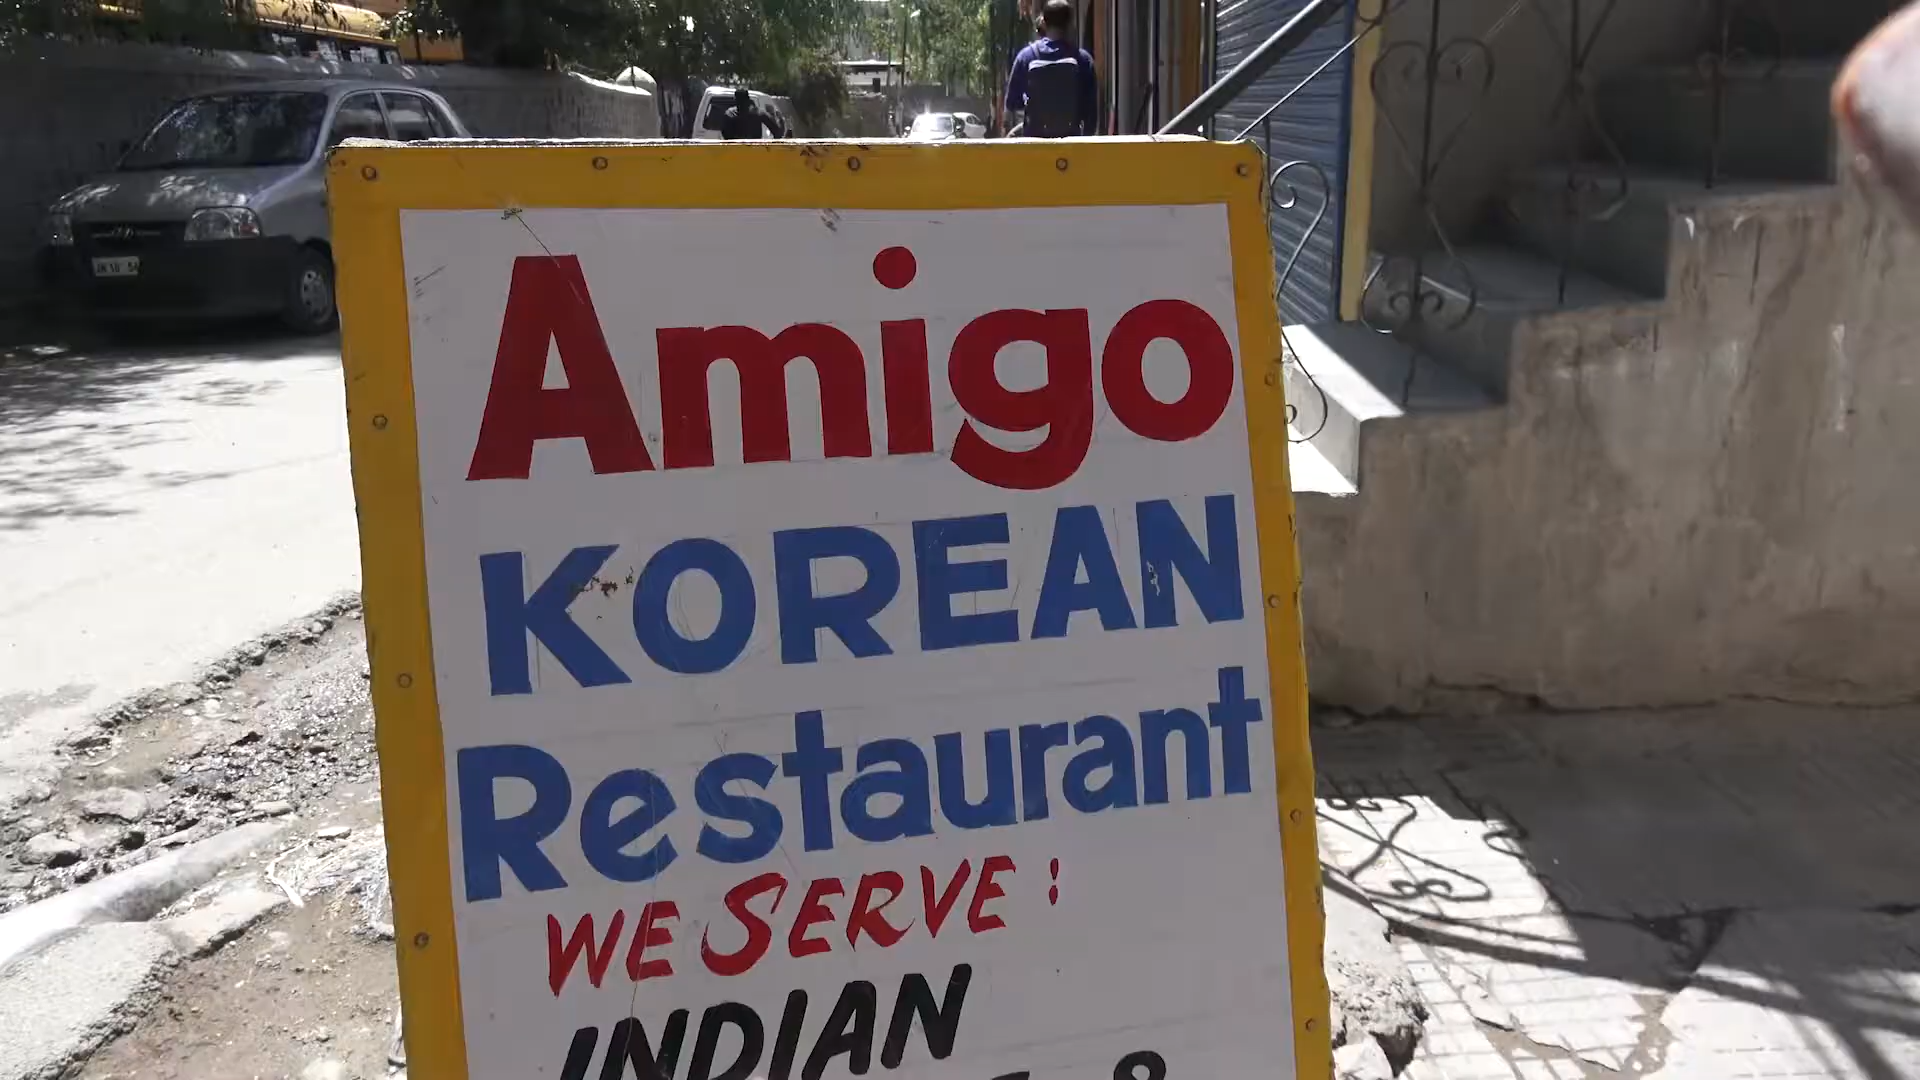 Amigo
KOREAN
Restaurant
WE SERVE :
INDIAN
&